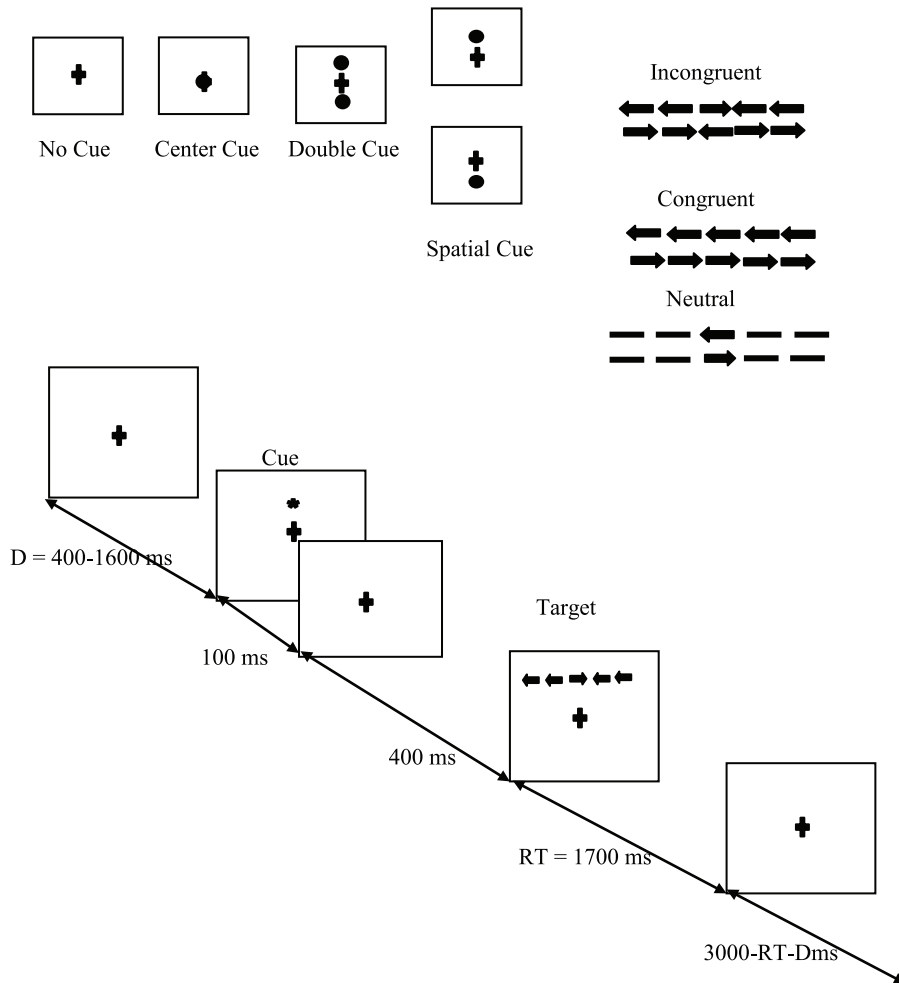 No Cue
Center Cue
Double Cue
Spatial Cue
Incongruent
Congruent
Neutral
Cue
D = 400-1600 ms
100 ms
Target
400 ms
RT = 1700 ms
3000-RT-Dms